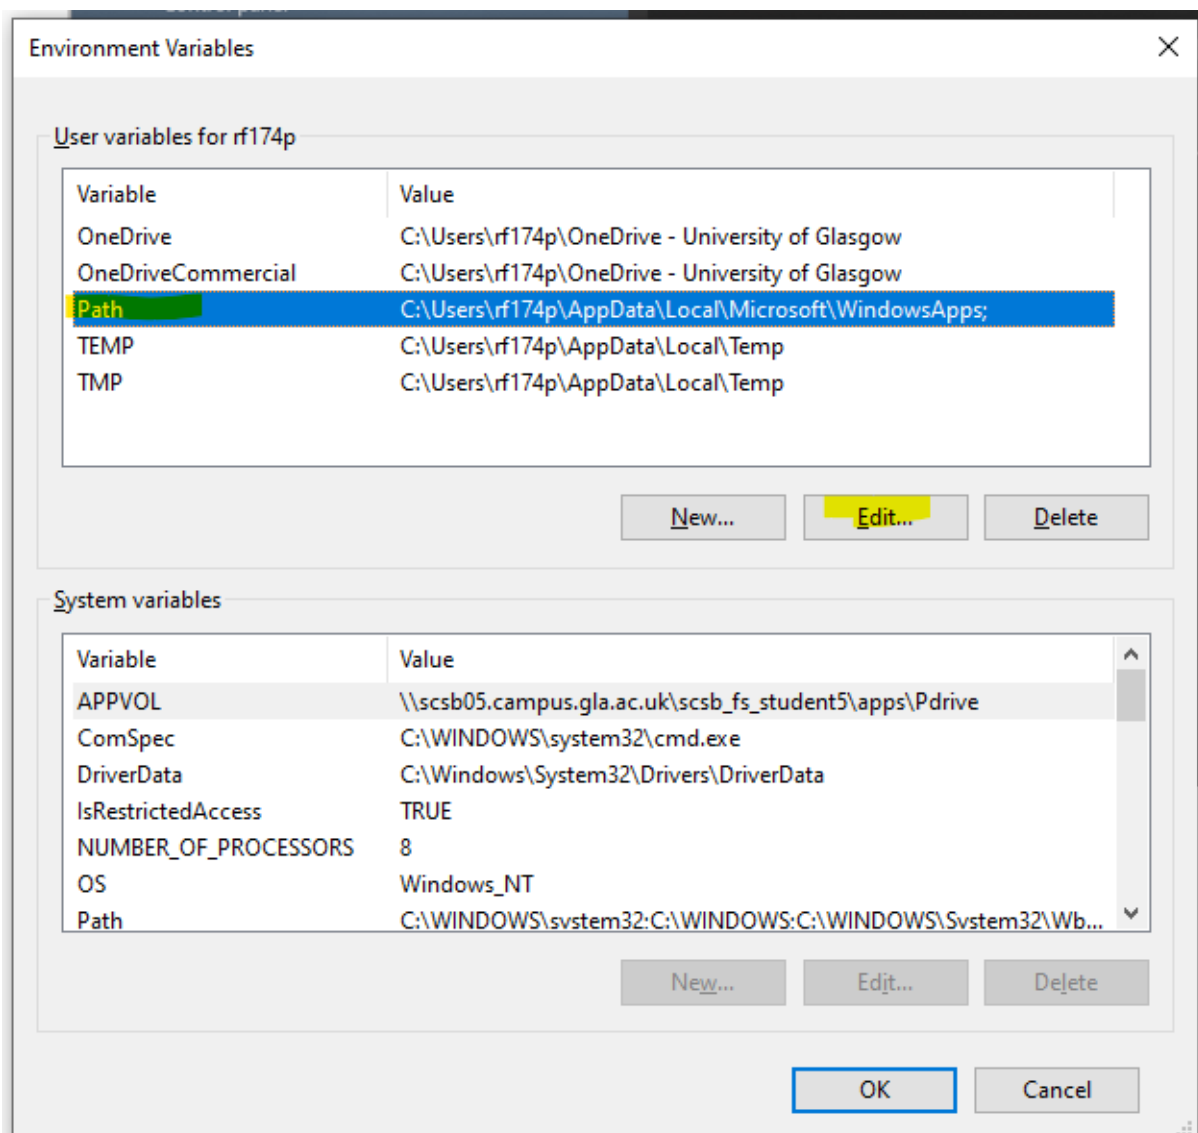 Control panel
Environment Variables
User variables for rf174p
Variable Value
OneDrive C:\Users\rf174p\OneDrive - University of Glasgow
OneDriveCommercial C:\Users\rf174p\OneDrive - University of Glasgow
Path C:\Users\rf174p\AppData\Local\Microsoft\WindowsApps;
TEMP C:\Users\rf174p\AppData\Local\Temp
TMP C:\Users\rf174p\AppData\Local\Temp
New... Edit... Delete
System variables
Variable Value
APPVOL \\scsb05.campus.gla.ac.uk\scsb_fs_student5\apps\Pdrive
ComSpec C:\WINDOWS\system32\cmd.exe
DriverData C:\Windows\System32\Drivers\DriverData
IsRestrictedAccess TRUE
NUMBER_OF_PROCESSORS 8
OS Windows_NT
Path C:\WINDOWS\system32;C:\WINDOWS;C:\WINDOWS\System32\Wb...
New... Edit... Delete
OK Cancel